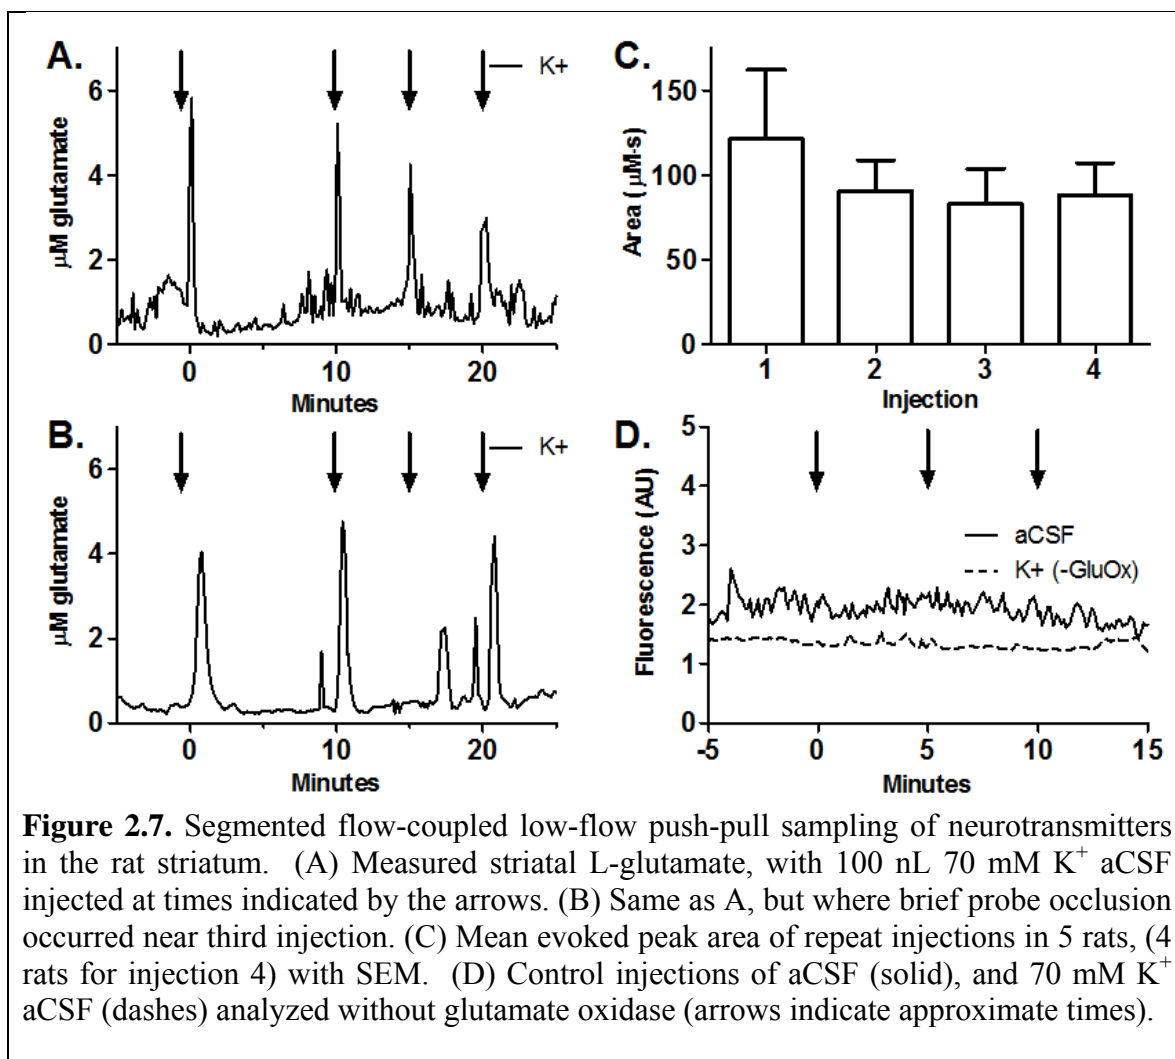 A.
K+
μM glutamate
6
4
2
0
0 10 20
Minutes
C.
Area ( μM·s)
150
100
50
0
1 2 3 4
Injection
B.
K+
μM glutamate
6
4
2
0
0 10 20
Minutes
D.
Fluorescence (AU)
5
4
3
2
1
0
aCSF
K+ (-GluOx)
-5 0 5 10 15
Minutes
Figure 2.7. Segmented flow-coupled low-flow push-pull sampling of neurotransmitters
in the rat striatum. (A) Measured striatal L-glutamate, with 100 nL 70 mM K⁺ aCSF
injected at times indicated by the arrows. (B) Same as A, but where brief probe occlusion
occurred near third injection. (C) Mean evoked peak area of repeat injections in 5 rats, (4
rats for injection 4) with SEM. (D) Control injections of aCSF (solid), and 70 mM K⁺
aCSF (dashes) analyzed without glutamate oxidase (arrows indicate approximate times).